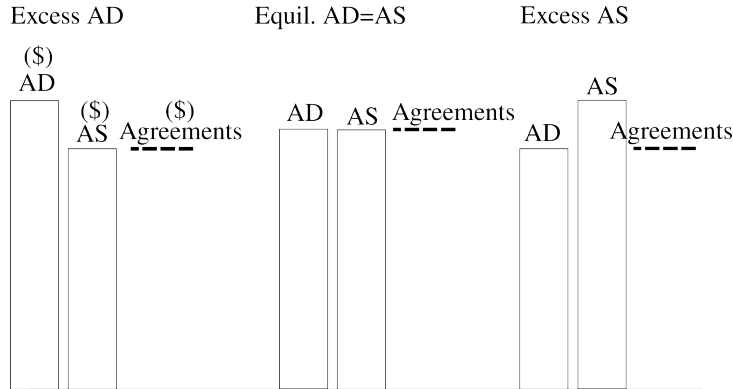 Excess AD
Equil. AD=AS
Excess AS
($)
AD
($)
AS
($)
Agreements
AD
AS
Agreements
AD
AS
Agreements